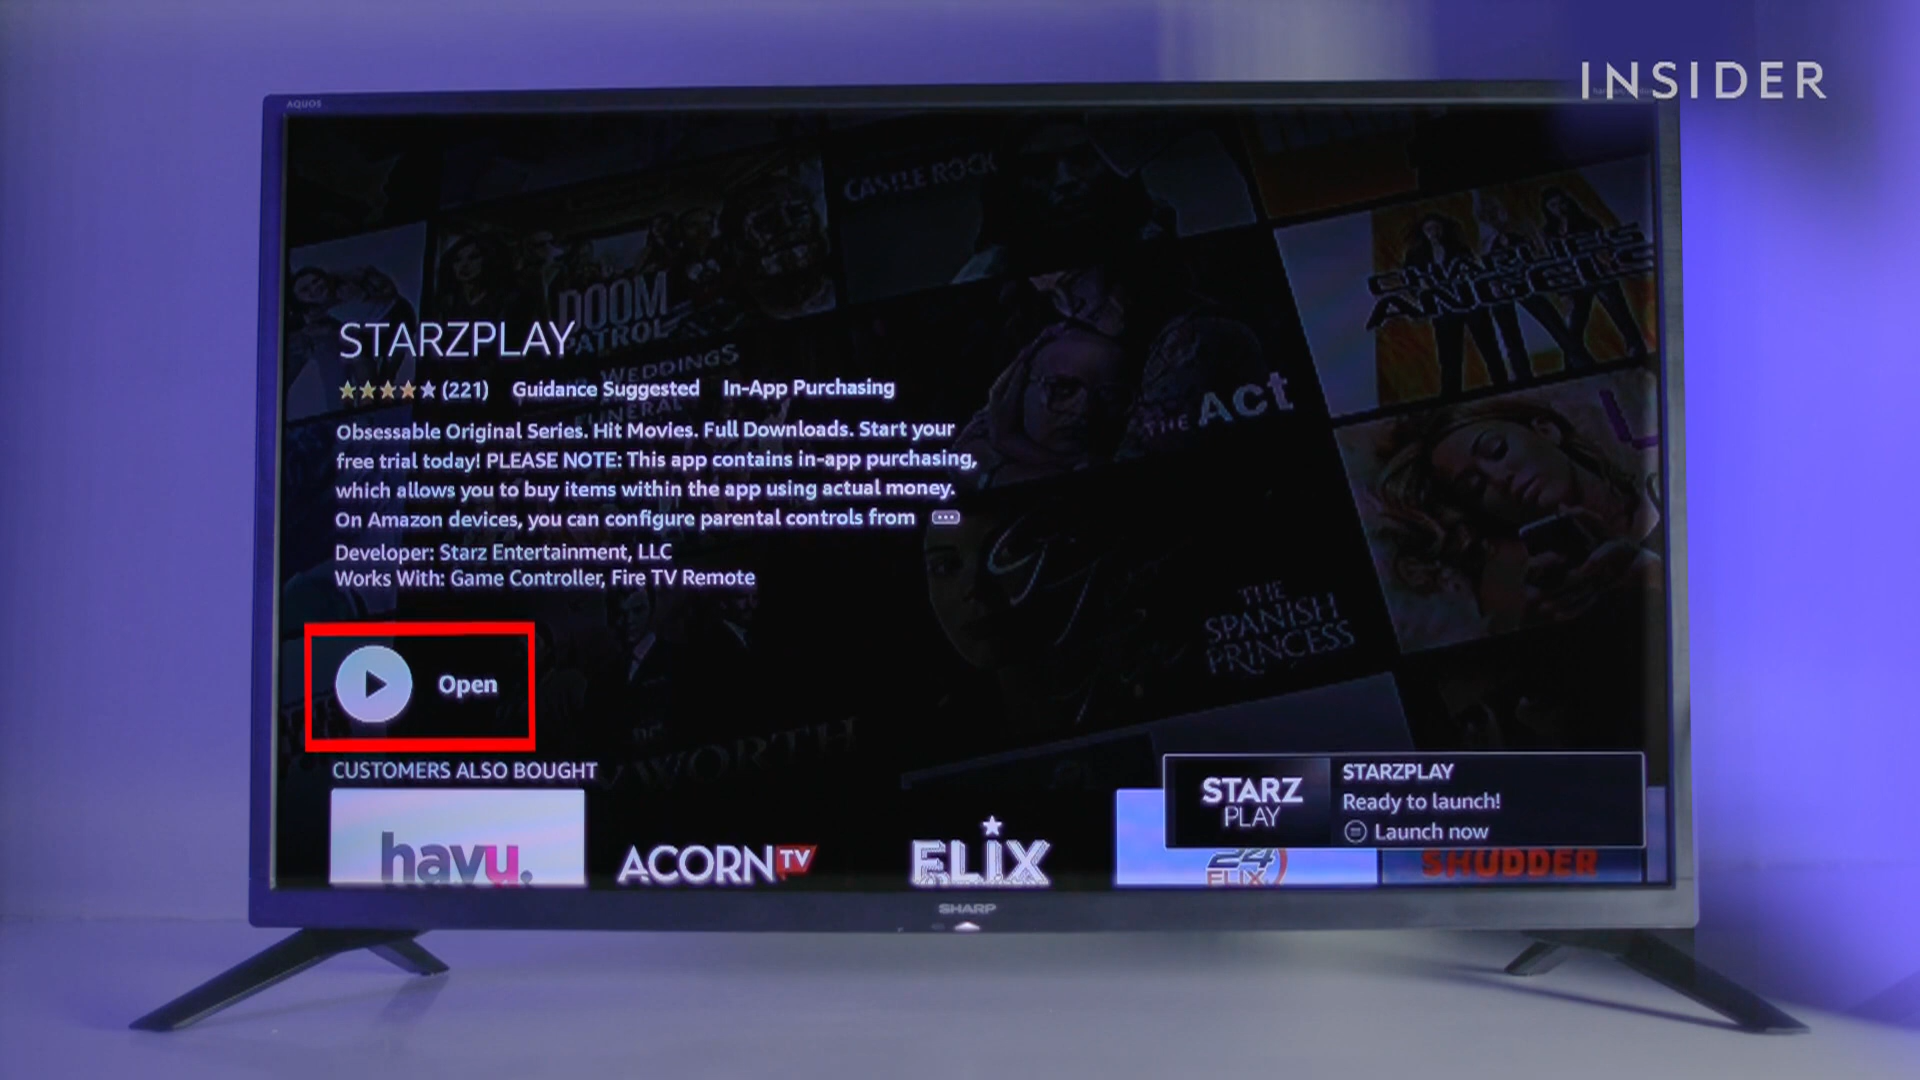 INSIDER
AQUOS
CASTLE ROCK
CHARLIE'S
ANGELS
DOOM
PATROL
STARZPLAY
WEDDINGS
(221) Guidance Suggested In-App Purchasing
FUNERAL
THE ACT
Obsessable Original Series. Hit Movies. Full Downloads. Start your
free trial today! PLEASE NOTE: This app contains in-app purchasing,
which allows you to buy items within the app using actual money.
On Amazon devices, you can configure parental controls from
Developer: Starz Entertainment, LLC
Works With: Game Controller, Fire TV Remote
THE
SPANISH
PRINCESS
Open
CUSTOMERS ALSO BOUGHT
STARZ
PLAY
STARZPLAY
Ready to launch!
Launch now
hayu.
ACORN TV
FLIX
24
FLIX
SHUDDER
SHARP